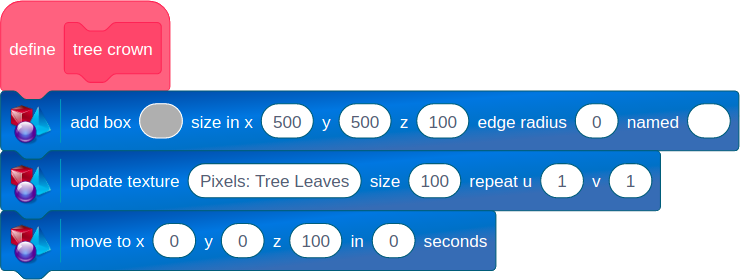 define tree crown
add box size in x 500 y 500 z 100 edge radius 0 named
update texture Pixels: Tree Leaves size 100 repeat u 1 v 1
move to x 0 y 0 z 100 in 0 seconds